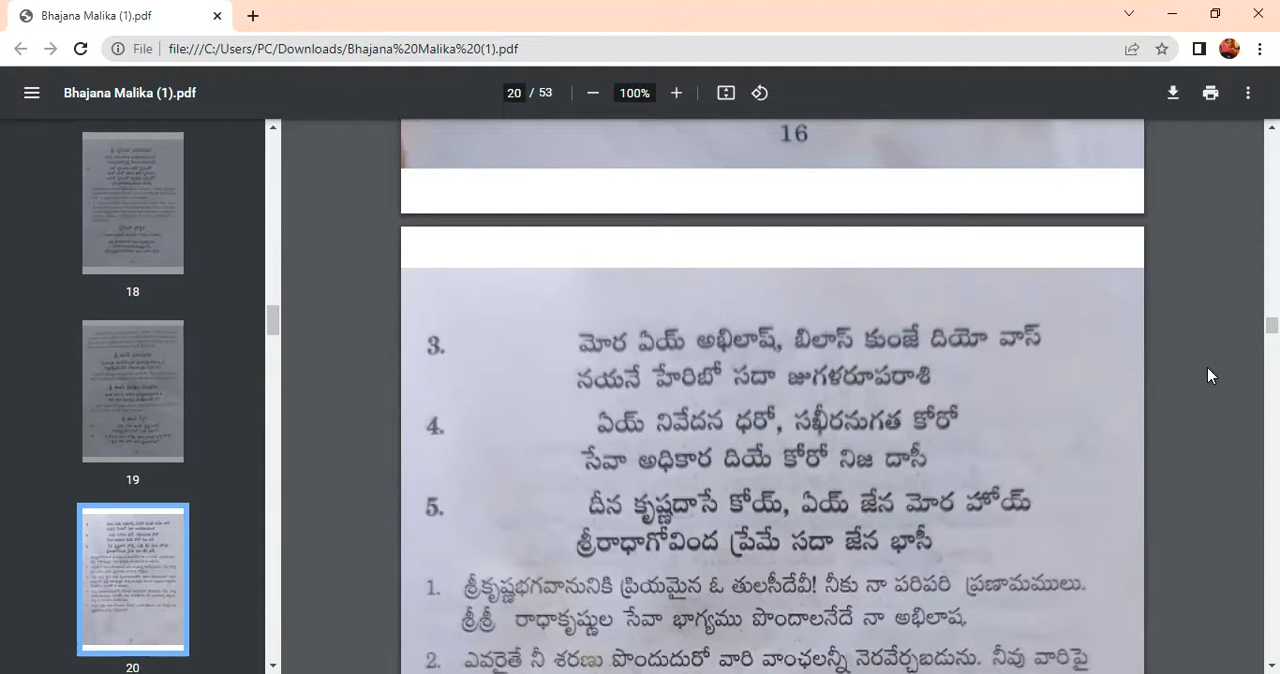 Bhajana Malika (1).pdf
File
file:///C:/Users/PC/Downloads/Bhajana%20Malika%20(1).pdf
Bhajana Malika (1).pdf
20 / 53
100%
18
19
20
16
3. మోర ఏయ్ అభిలాష్, బిలాస్ కుంజే దియో వాస్
నయనే హేరిబో సదా జుగళరూపరాశి
4. ఏయ్ నివేదన ధరో, సఖీరనుగత కోరో
సేవా అధికార దియే కోరో నిజ దాసీ
5. దీన కృష్ణదాసే కోయ్, ఏయ్ జేన మోర హోయ్
శ్రీరాధాగోవింద ప్రేమే సదా జేన భాసీ
1. శ్రీకృష్ణభగవానునికి ప్రియమైన ఓ తులసీదేవీ! నీకు నా పరిపరి ప్రణామములు.
శ్రీశ్రీ రాధాకృష్ణుల సేవా భాగ్యము పొందాలనేదే నా అభిలాష.
2. ఎవరైతే నీ శరణు పొందుదురో వారి వాంఛలన్నీ నెరవేర్చబడును. నీవు వారిపై